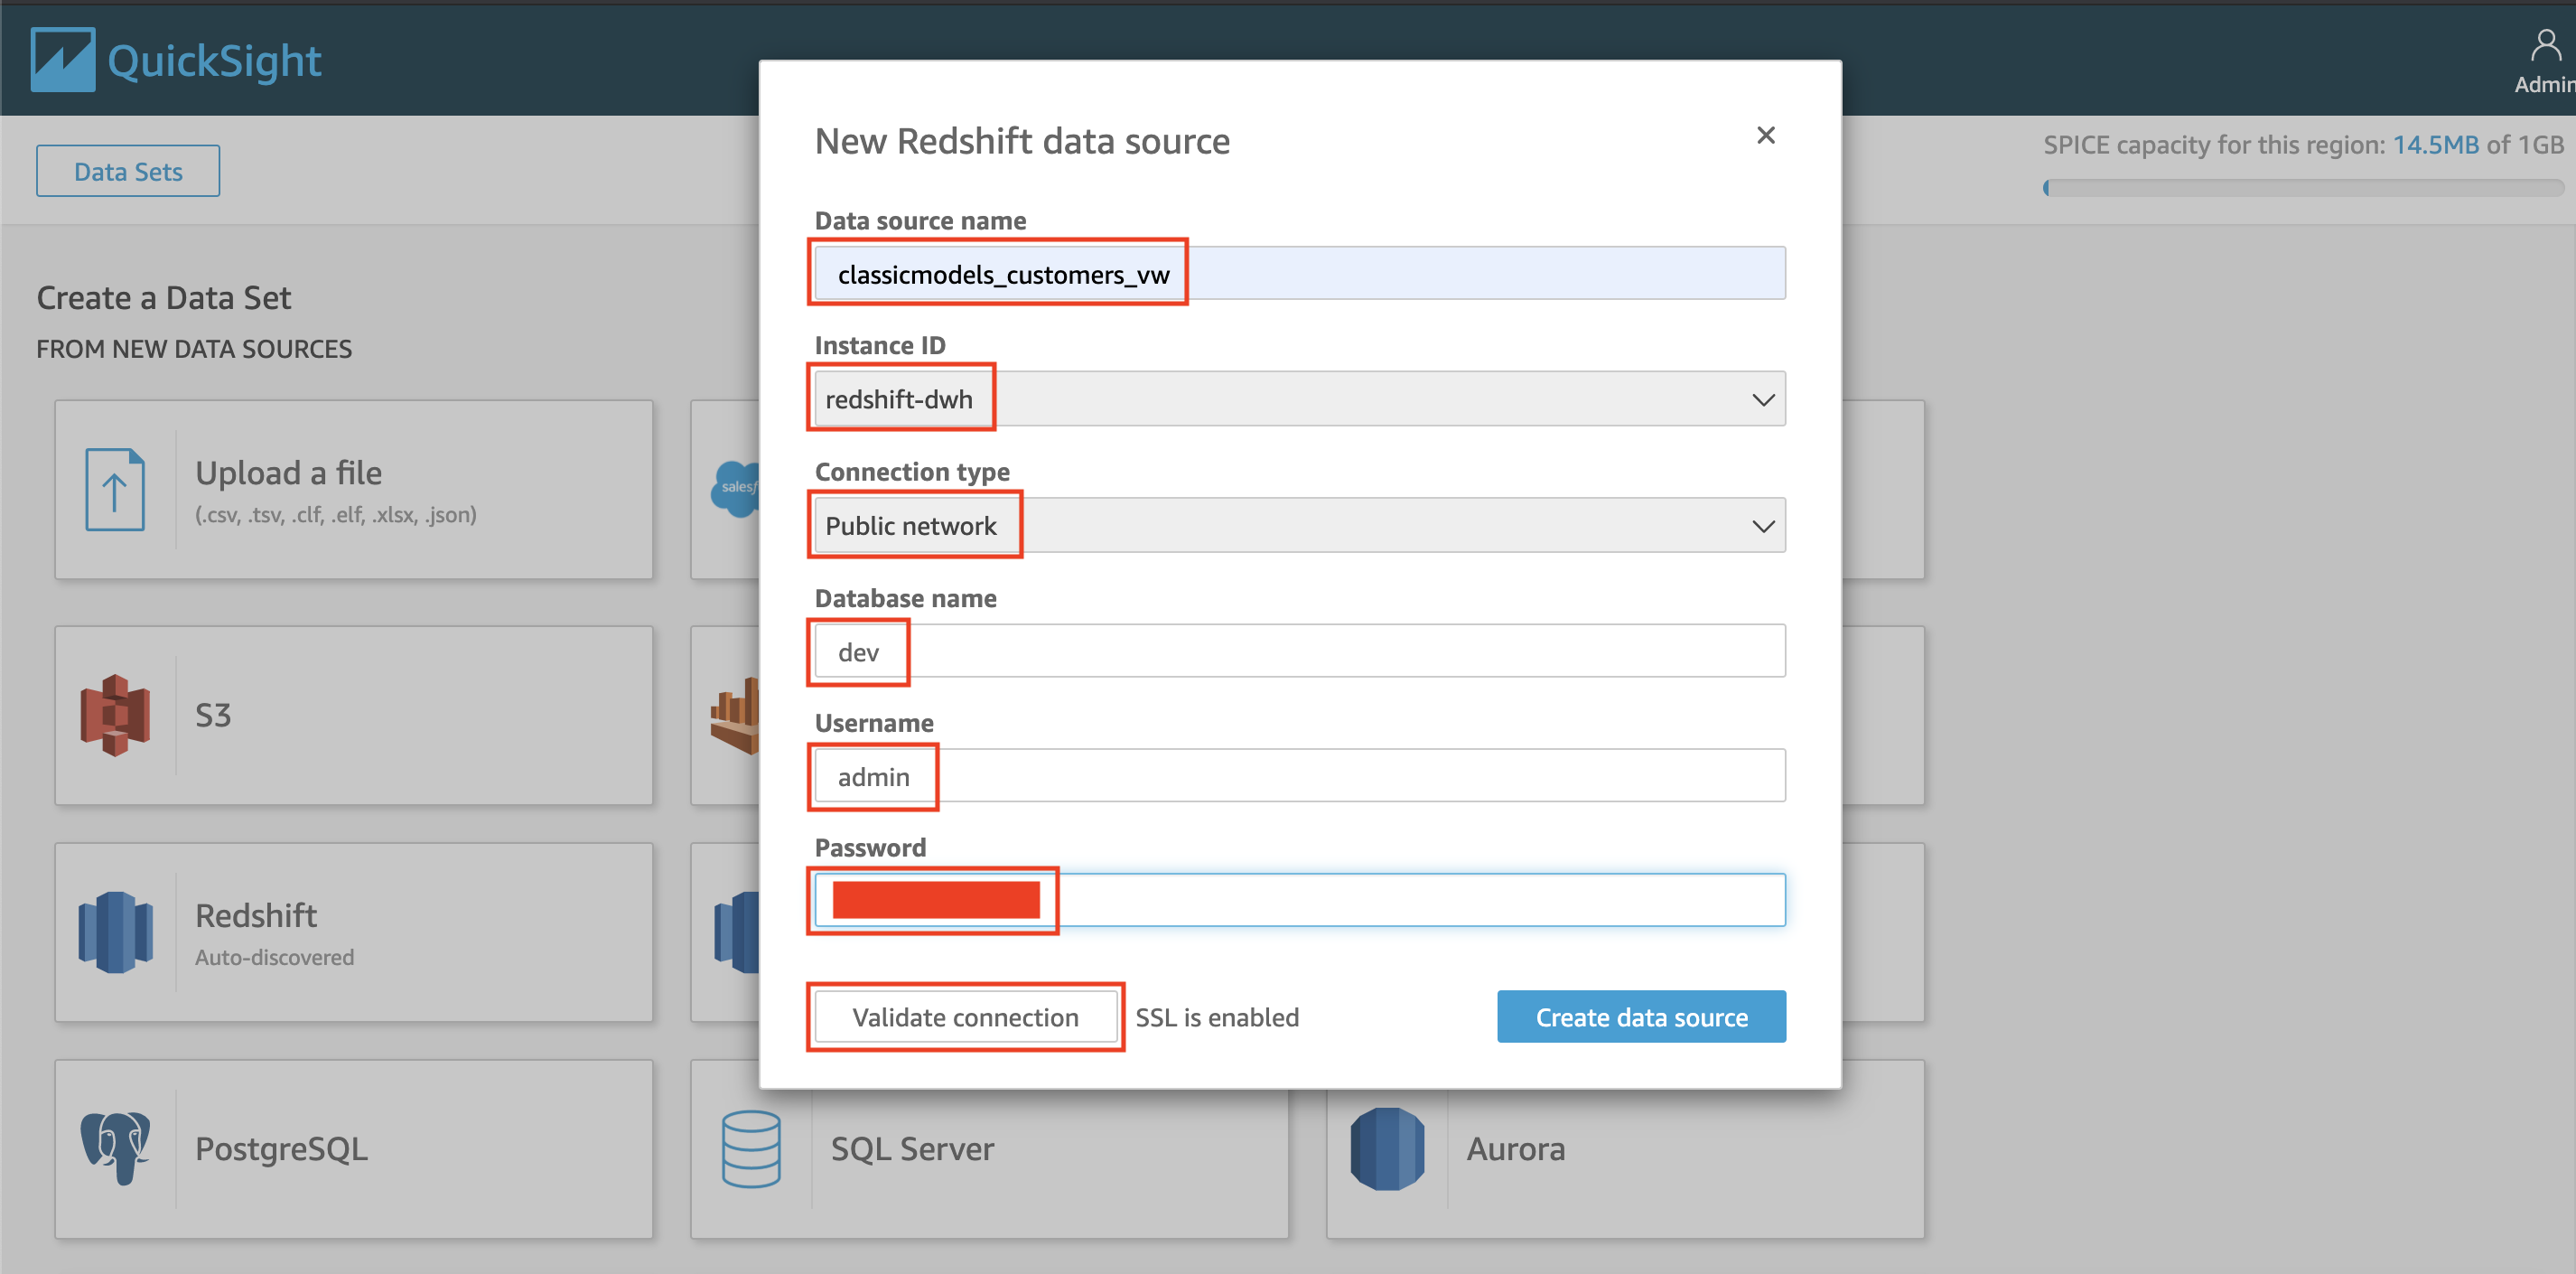 QuickSight
Admin
Data Sets
SPICE capacity for this region: 14.5MB of 1GB
Create a Data Set
FROM NEW DATA SOURCES
Upload a file
(.csv, .tsv, .clf, .elf, .xlsx, .json)
S3
Redshift
Auto-discovered
PostgreSQL
SQL Server
Aurora
salesf
New Redshift data source
Data source name
classicmodels_customers_vw
Instance ID
redshift-dwh
Connection type
Public network
Database name
dev
Username
admin
Password
Validate connection
SSL is enabled
Create data source